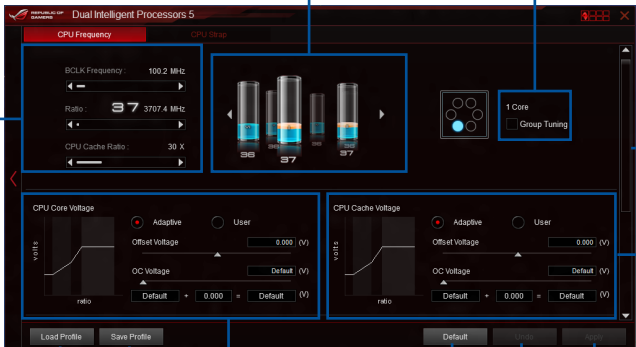 REPUBLIC OF
GAMERS
Dual Intelligent Processors 5
CPU Frequency
CPU Strap
BCLK Frequency : 100.2 MHz
Ratio : 37 3707.4 MHz
CPU Cache Ratio : 30 X
36
37
36
36
37
1 Core
Group Tuning
CPU Core Voltage
Adaptive
User
Offset Voltage 0.000 (V)
OC Voltage Default (V)
Default + 0.000 = Default (V)
volts
ratio
CPU Cache Voltage
Adaptive
User
Offset Voltage 0.000 (V)
OC Voltage Default (V)
Default + 0.000 = Default (V)
volts
ratio
Load Profile
Save Profile
Default
Undo
Apply